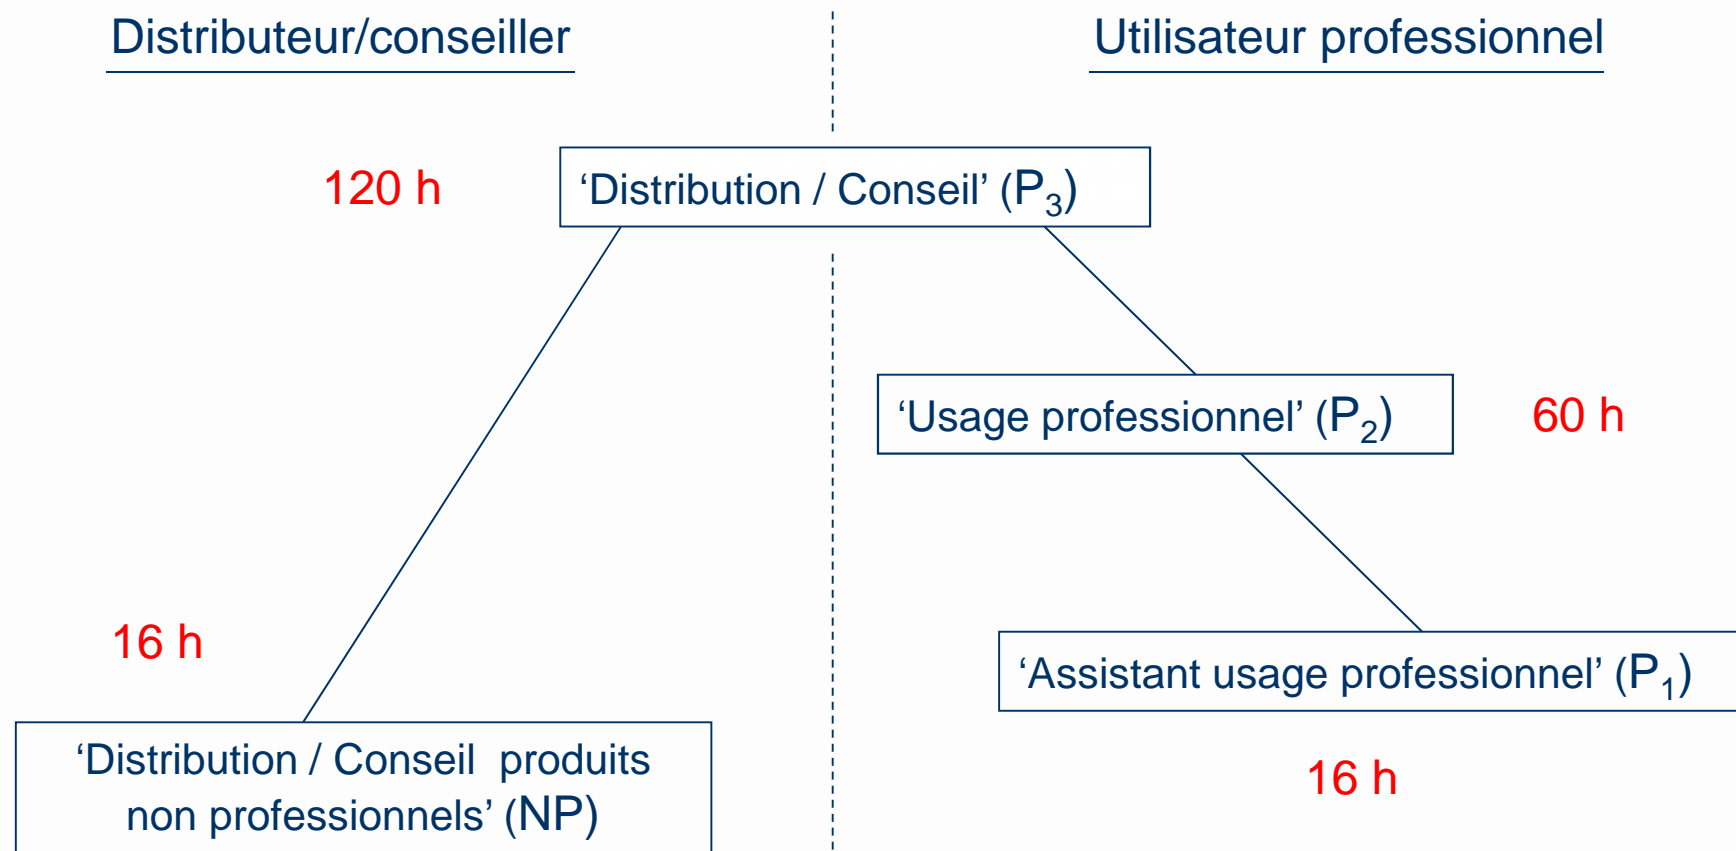 Distributeur/conseiller
Utilisateur professionnel
120 h
‘Distribution / Conseil’ (P3)
‘Usage professionnel’ (P2)
60 h
16 h
‘Assistant usage professionnel’ (P1)
‘Distribution / Conseil produits
non professionnels’ (NP)
16 h